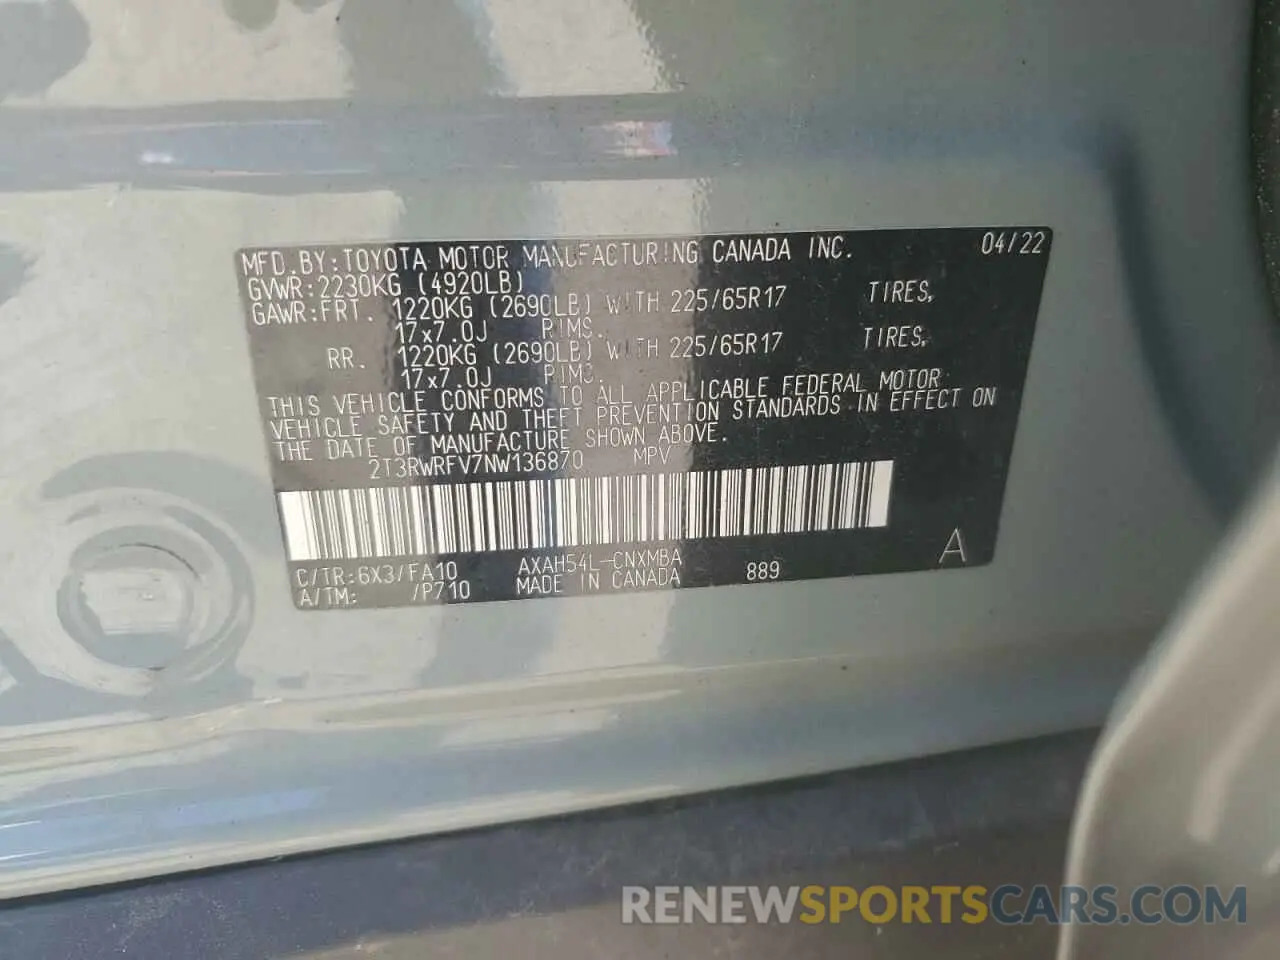 MFD.BY:TOYOTA MOTOR MANUFACTURING CANADA INC. 04/22
GVWR:2230KG (4920LB)
GAWR:FRT. 1220KG (2690LB) WITH 225/65R17 TIRES,
17x7.0J RIMS.
RR. 1220KG (2690LB) WITH 225/65R17 TIRES,
17x7.0J RIMS.
THIS VEHICLE CONFORMS TO ALL APPLICABLE FEDERAL MOTOR
VEHICLE SAFETY AND THEFT PREVENTION STANDARDS IN EFFECT ON
THE DATE OF MANUFACTURE SHOWN ABOVE.
2T3RWRFV7NW136870 MPV
C/TR:6X3/FA10 AXAH54L-CNXMBA 889 A
A/TM: /P710 MADE IN CANADA
RENEWSPORTSCARS.COM